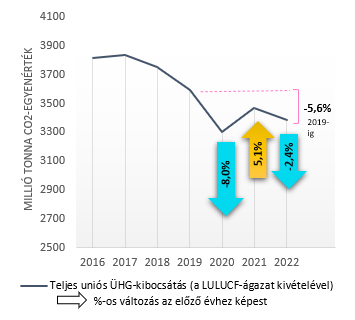 MILLIÓ TONNA CO2-EGYENÉRTÉK
4100
3900
3700
3500
3300
3100
2900
2700
2500
-5,6%
2019-
ig
-8,0%
5,1%
-2,4%
2016 2017 2018 2019 2020 2021 2022
Teljes uniós ÜHG-kibocsátás (a LULUCF-ágazat kivételével)
%-os változás az előző évhez képest